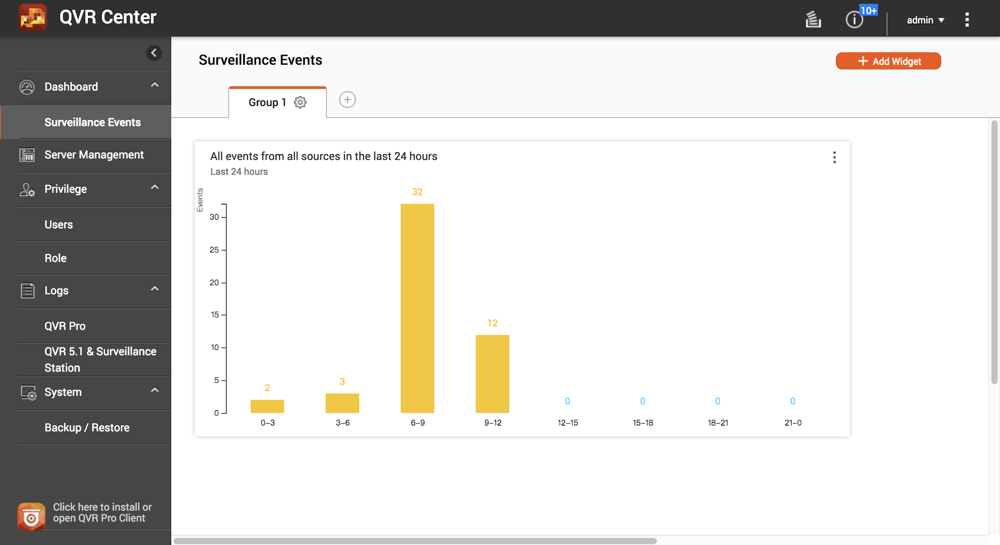 QVR Center
10+
admin
Surveillance Events
Add Widget
Dashboard
Surveillance Events
Server Management
Privilege
Users
Role
Logs
QVR Pro
QVR 5.1 & Surveillance
Station
System
Backup / Restore
Click here to install or
open QVR Pro Client
Group 1
All events from all sources in the last 24 hours
Last 24 hours
Events
30
25
20
15
10
5
0
2
3
32
12
0
0
0
0
0–3
3–6
6–9
9–12
12–15
15–18
18–21
21–0